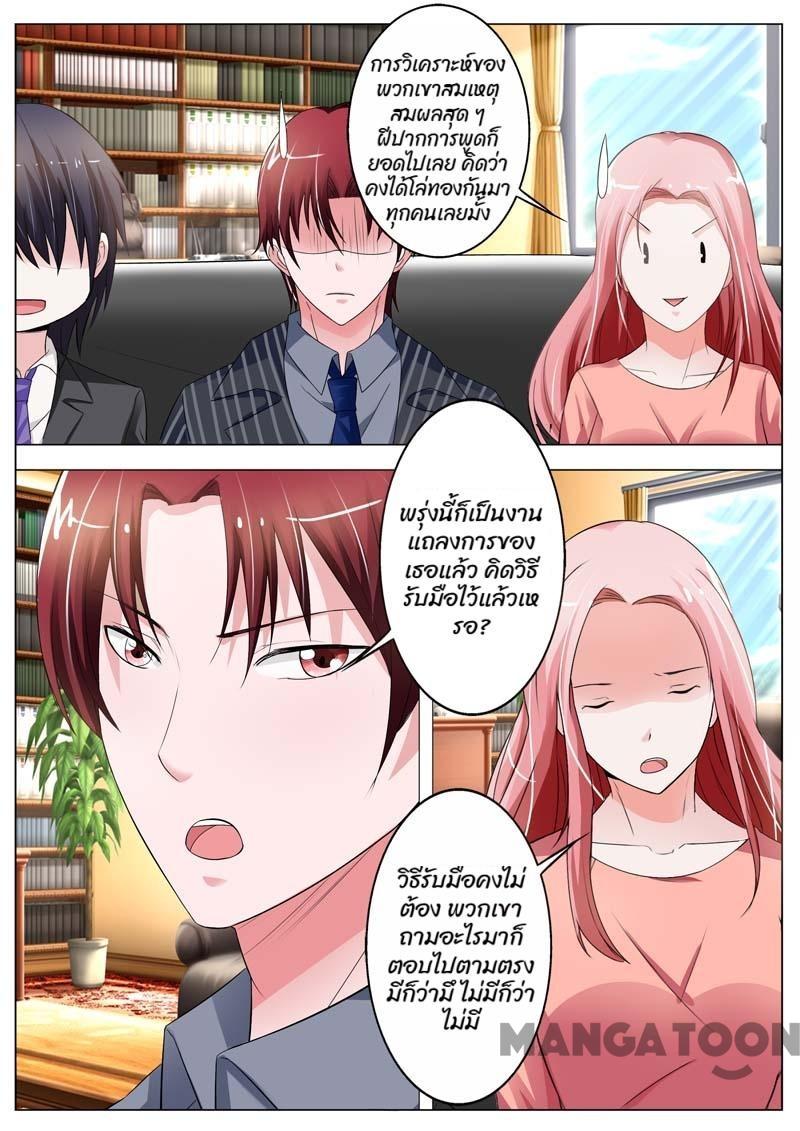 การวิเคราะห์ของ
พวกเขาสมเหตุ
สมผลสุด ๆ
ฝีปากการพูดก็
ยอดไปเลย คิดว่า
คงได้โล่ทองกันมา
ทุกคนเลยมั้ง
พรุ่งนี้ก็เป็นงาน
แถลงการของ
เธอแล้ว คิดวิธี
รับมือไว้แล้วเห
รอ?
วิธีรับมือคงไม่
ต้อง พวกเขา
ถามอะไรมาก็
ตอบไปตามตรง
มีก็ว่ามี ไม่มีก็ว่า
ไม่มี
MANGATOON